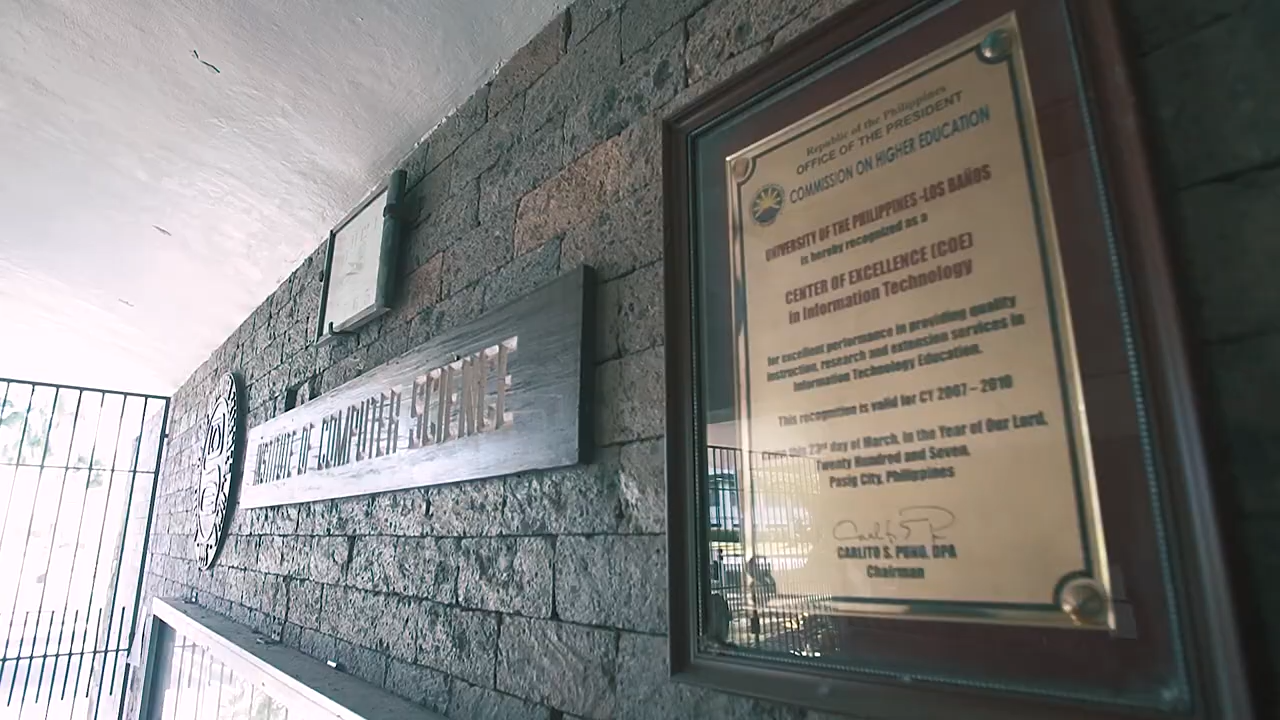 INSTITUTE OF COMPUTER SCIENCE
Republic of the Philippines
OFFICE OF THE PRESIDENT
COMMISSION ON HIGHER EDUCATION
UNIVERSITY OF THE PHILIPPINES -LOS BAÑOS
is hereby recognized as a
CENTER OF EXCELLENCE (COE)
in Information Technology
for excellent performance in providing quality
instruction, research and extension services in
Information Technology Education.
This recognition is valid for CY 2007 – 2010
Given this 23rd day of March, in the Year of Our Lord,
Twenty Hundred and Seven,
Pasig City, Philippines
CARLITO S. PUNO, DPA
Chairman